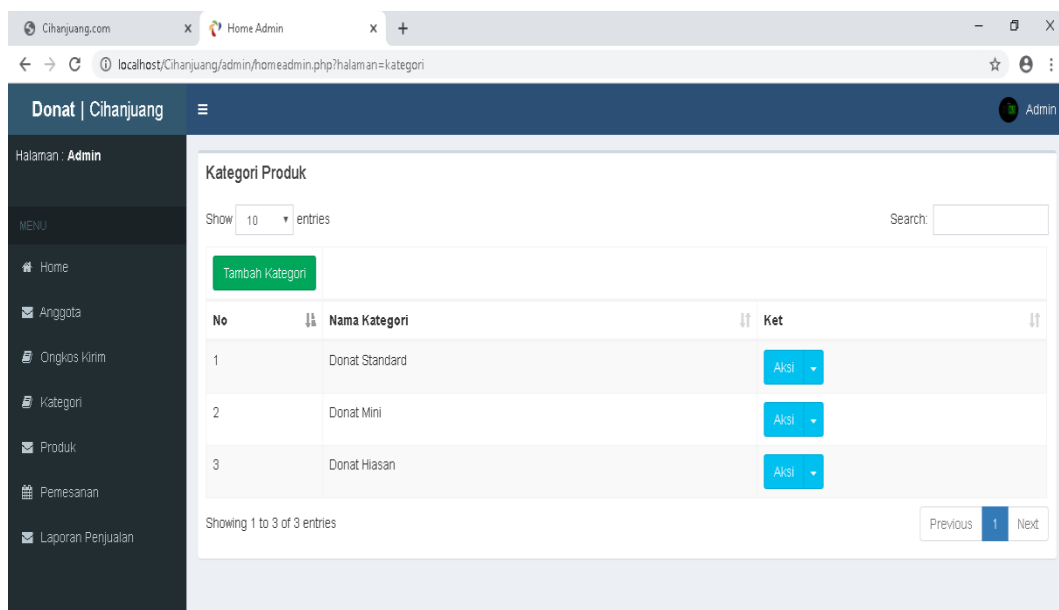 Cihanjuang.com
Home Admin
localhost/Cihanjuang/admin/homeadmin.php?halaman=kategori
Donat | Cihanjuang
Admin
Halaman : Admin
MENU
Home
Anggota
Ongkos Kirim
Kategori
Produk
Pemesanan
Laporan Penjualan
Kategori Produk
Show 10 entries
Search:
Tambah Kategori
No Nama Kategori Ket
1 Donat Standard Aksi
2 Donat Mini Aksi
3 Donat Hiasan Aksi
Showing 1 to 3 of 3 entries
Previous 1 Next